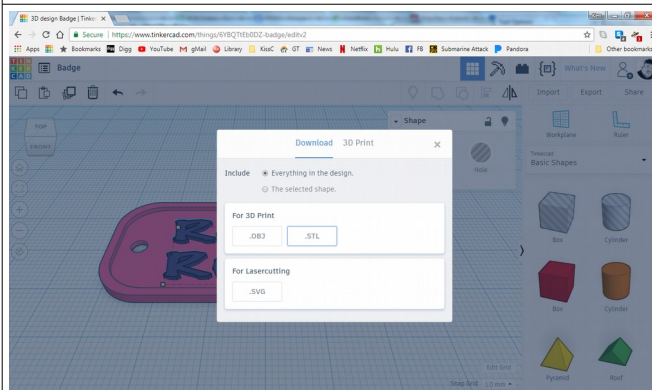 3D design Badge | Tinker
Secure | https://www.tinkercad.com/things/6YBQTtEb0DZ-badge/editv2
Apps Bookmarks Digg YouTube M gMail Library KissC GT News Netflix Hulu FB Submarine Attack Pandora Other bookmarks
TIN
KER
CAD
Badge
What's New
Import Export Share
Shape
TOP
FRONT
Hole
Workplane Ruler
Tinkercad
Basic Shapes
Download 3D Print
Include Everything in the design.
The selected shape.
For 3D Print
.OBJ .STL
For Lasercutting
.SVG
Box Cylinder
Box Cylinder
Pyramid Roof
Edit Grid
Snap Grid 1.0 mm